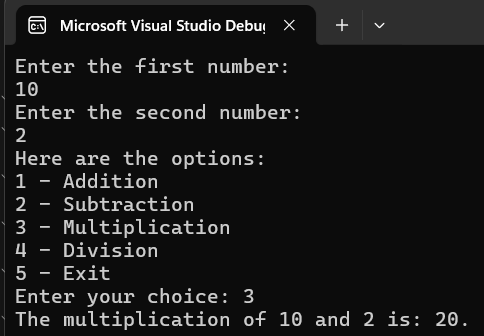 Microsoft Visual Studio Debu
Enter the first number:
10
Enter the second number:
2
Here are the options:
1 - Addition
2 - Subtraction
3 - Multiplication
4 - Division
5 - Exit
Enter your choice: 3
The multiplication of 10 and 2 is: 20.